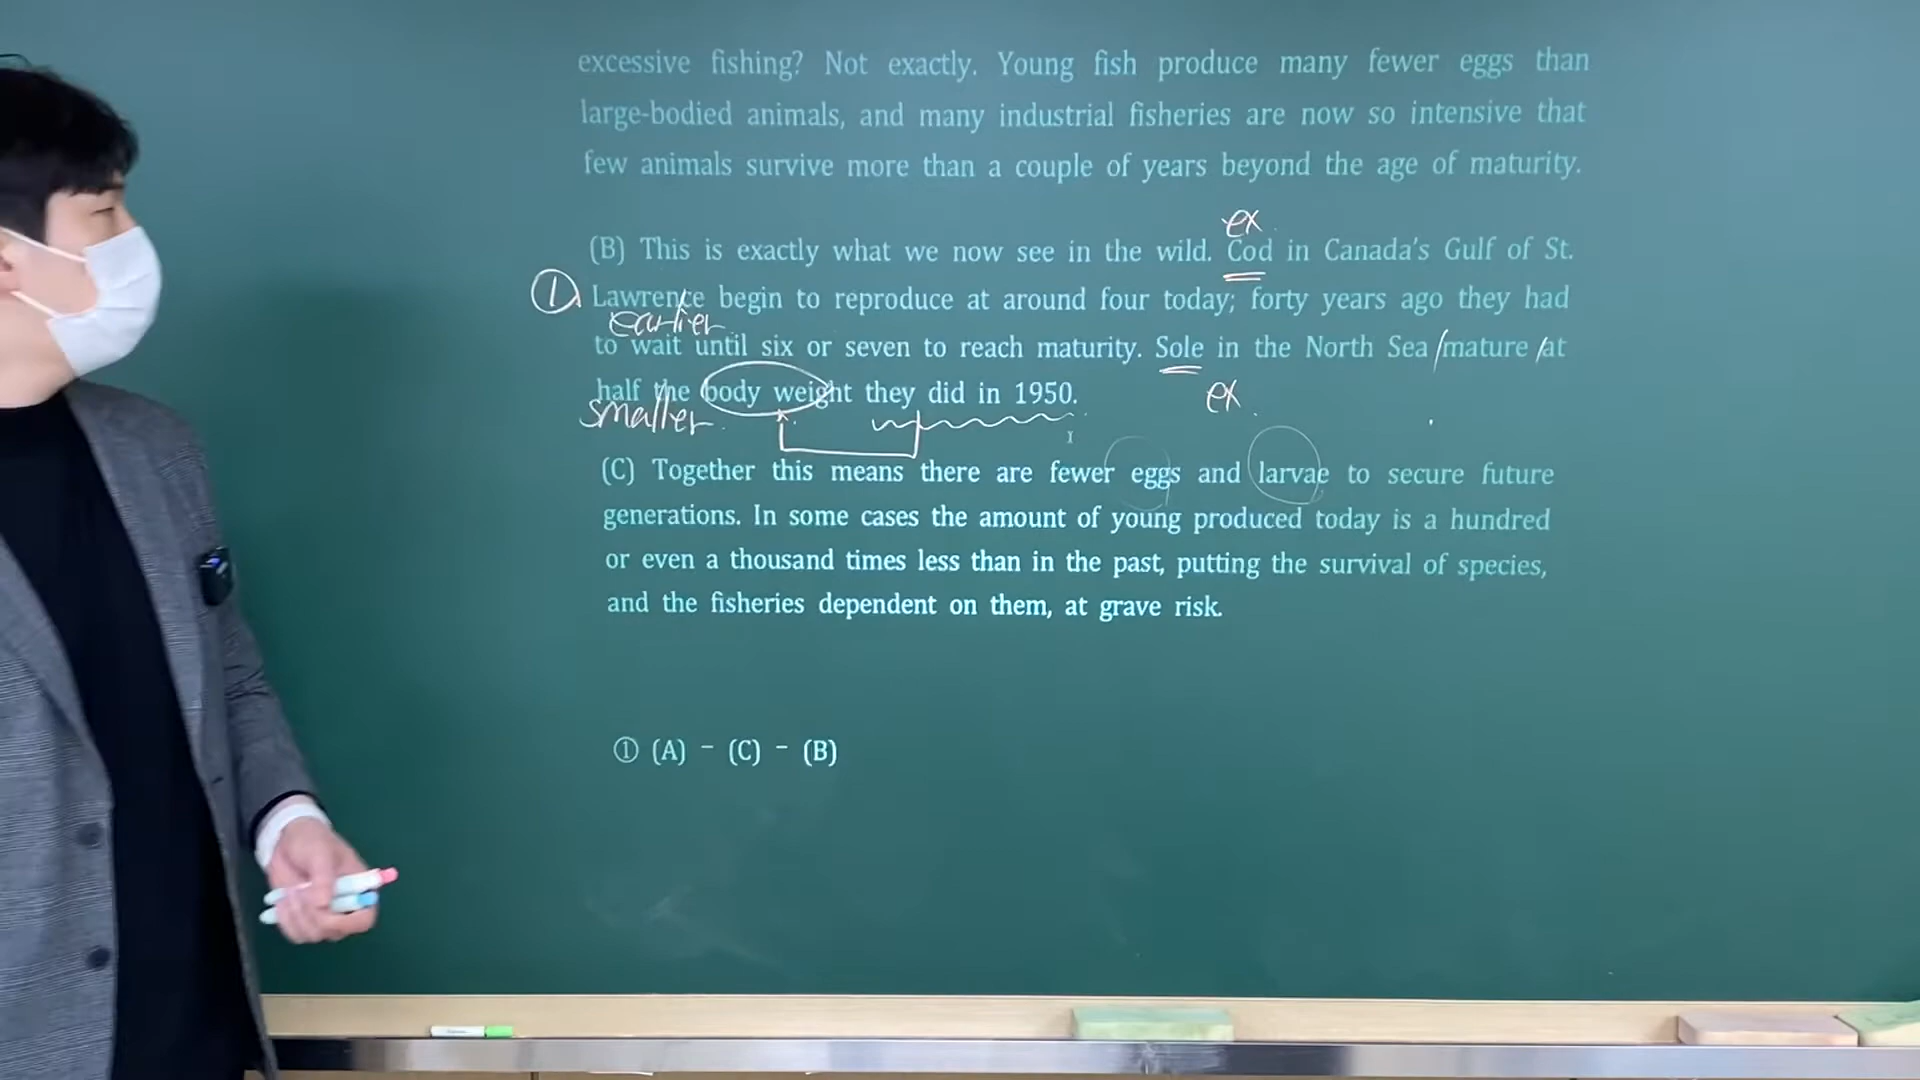 excessive fishing? Not exactly. Young fish produce many fewer eggs than
large-bodied animals, and many industrial fisheries are now so intensive that
few animals survive more than a couple of years beyond the age of maturity.
ex
(B) This is exactly what we now see in the wild. Cod in Canada's Gulf of St.
① Lawrence begin to reproduce at around four today; forty years ago they had
earlier
to wait until six or seven to reach maturity. Sole in the North Sea / mature / at
half the body weight they did in 1950.
smaller
ex
(C) Together this means there are fewer eggs and larvae to secure future
generations. In some cases the amount of young produced today is a hundred
or even a thousand times less than in the past, putting the survival of species,
and the fisheries dependent on them, at grave risk.
① (A) - (C) - (B)